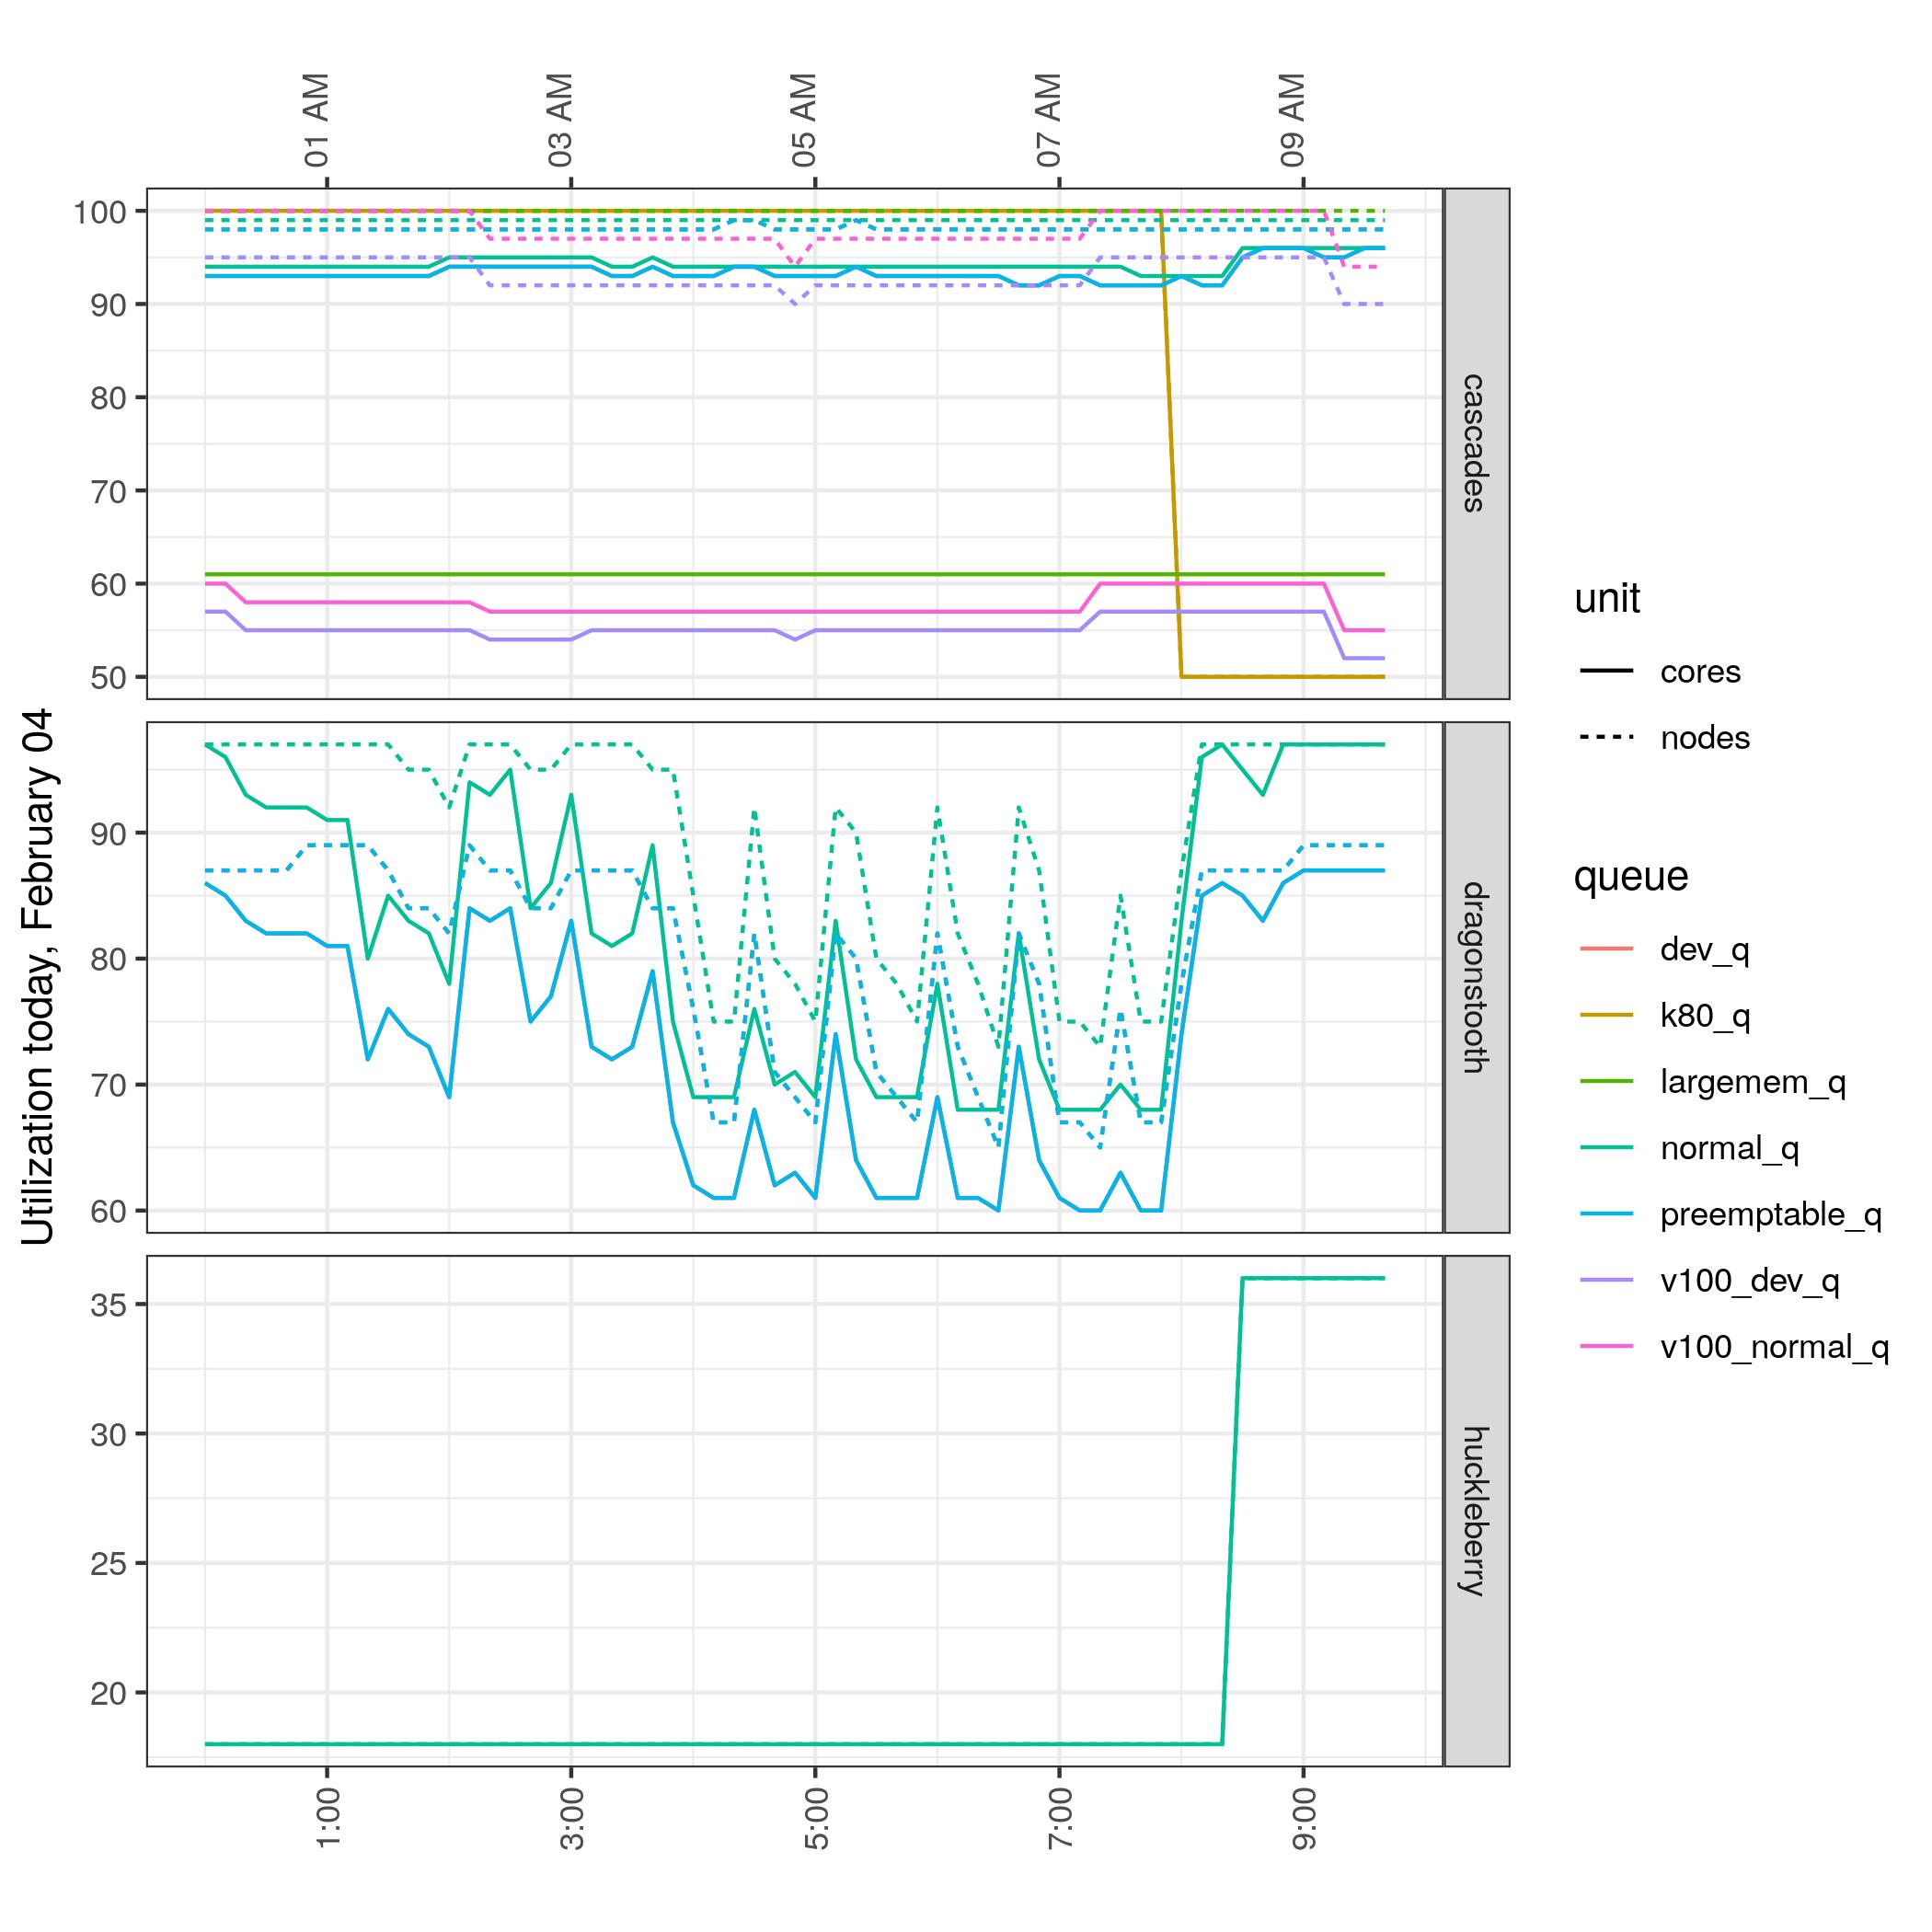 01 AM
03 AM
05 AM
07 AM
09 AM
Utilization today, February 04
100
90
80
70
60
50
cascades
90
80
70
60
dragonstooth
35
30
25
20
huckleberry
1:00
3:00
5:00
7:00
9:00
unit
cores
nodes
queue
dev_q
k80_q
largemem_q
normal_q
preemptable_q
v100_dev_q
v100_normal_q